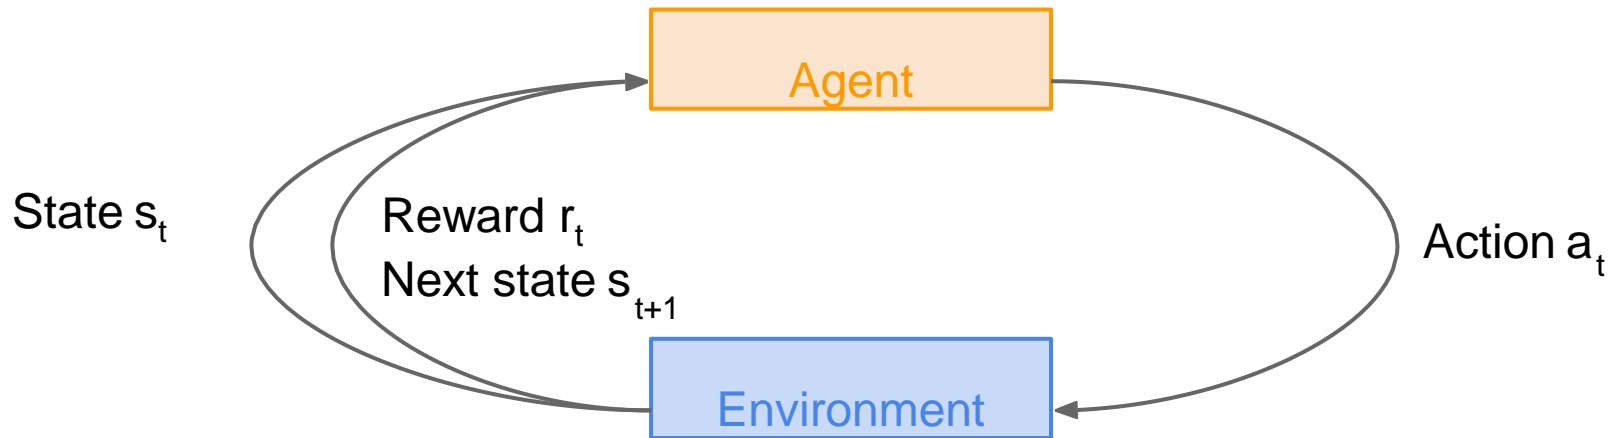 Agent
State sₜ
Reward rₜ
Next state sₜ₊₁
Action aₜ
Environment